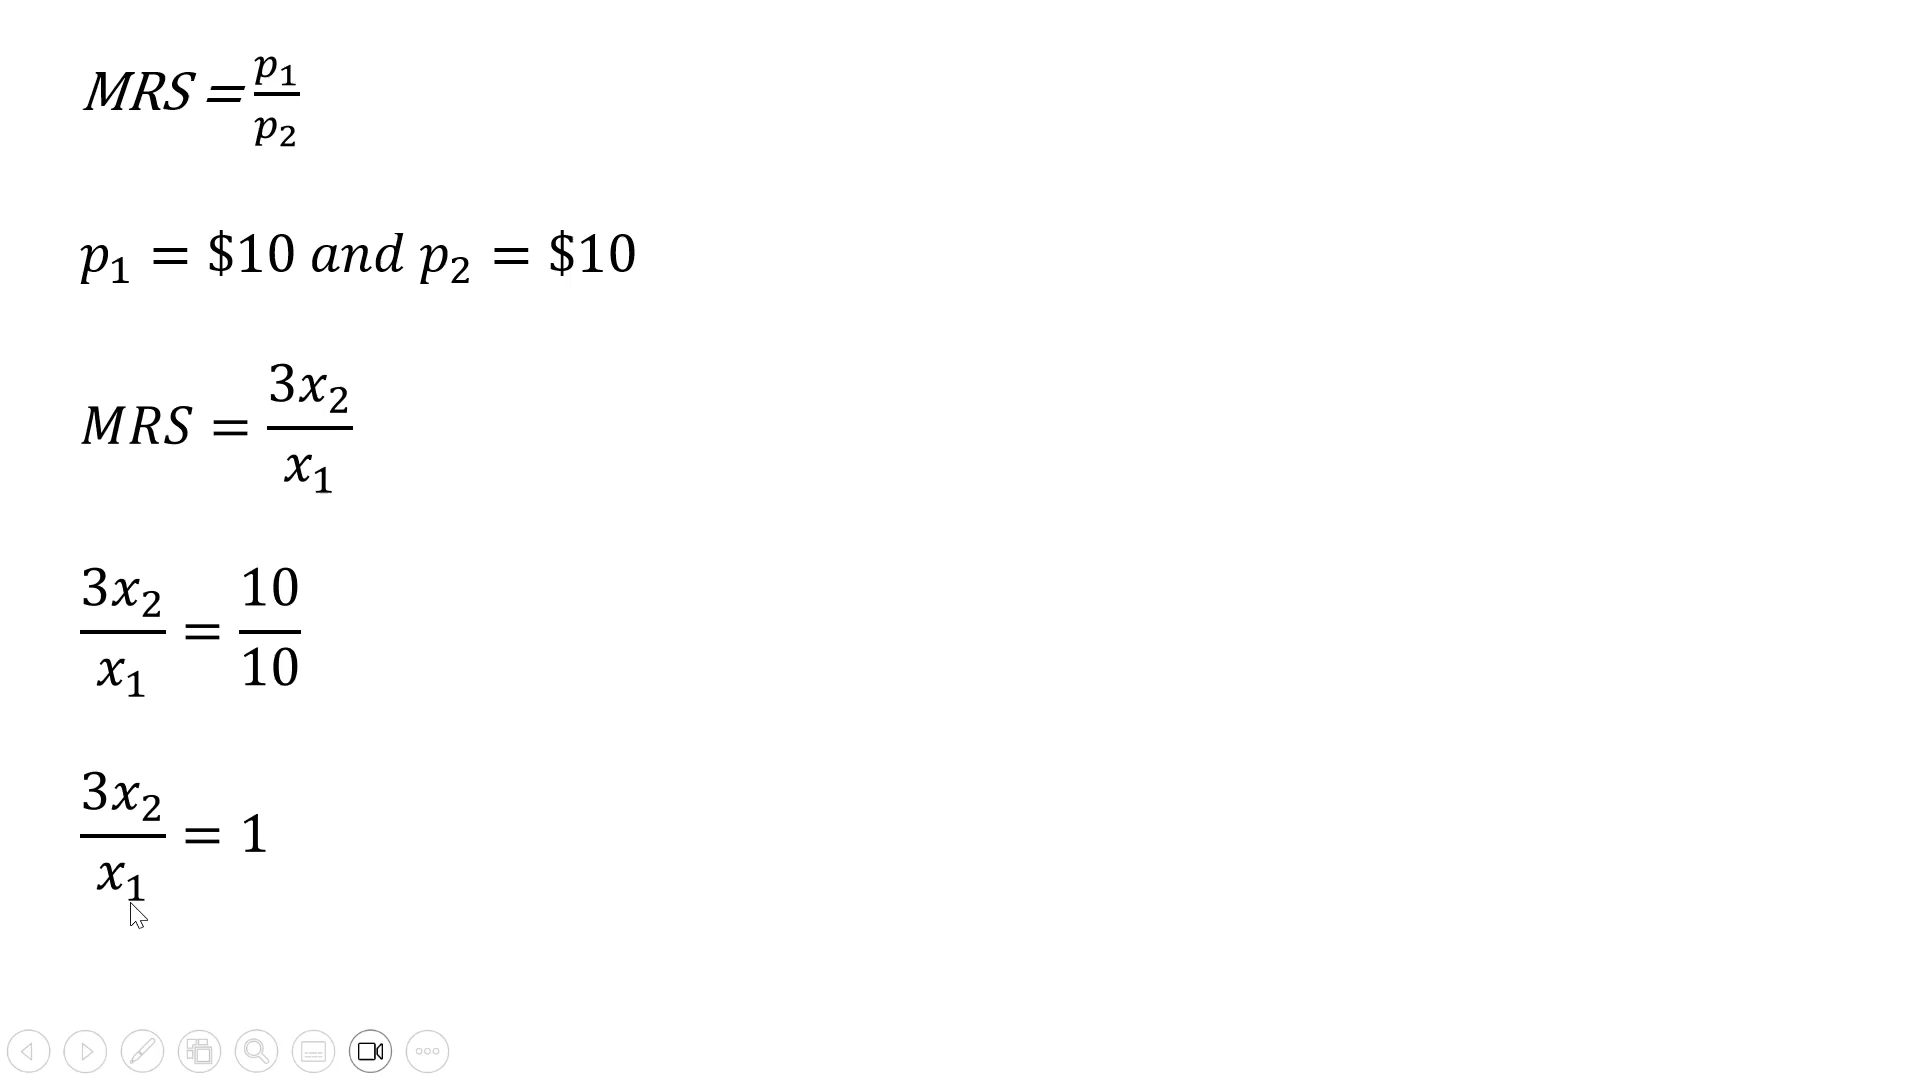 MRS = p₁/p₂
p₁ = $10 and p₂ = $10
MRS = 3x₂/x₁
3x₂/x₁ = 10/10
3x₂/x₁ = 1